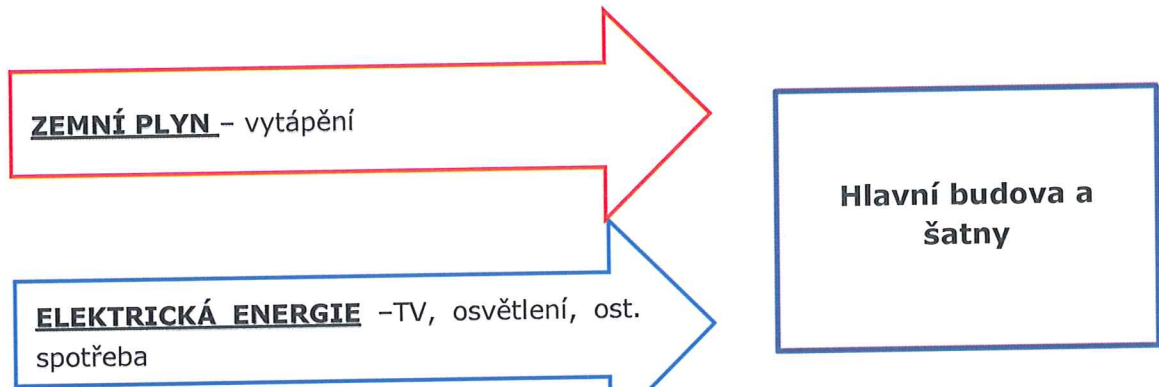 ZEMNÍ PLYN – vytápění
Hlavní budova a
šatny
ELEKTRICKÁ ENERGIE –TV, osvětlení, ost.
spotřeba